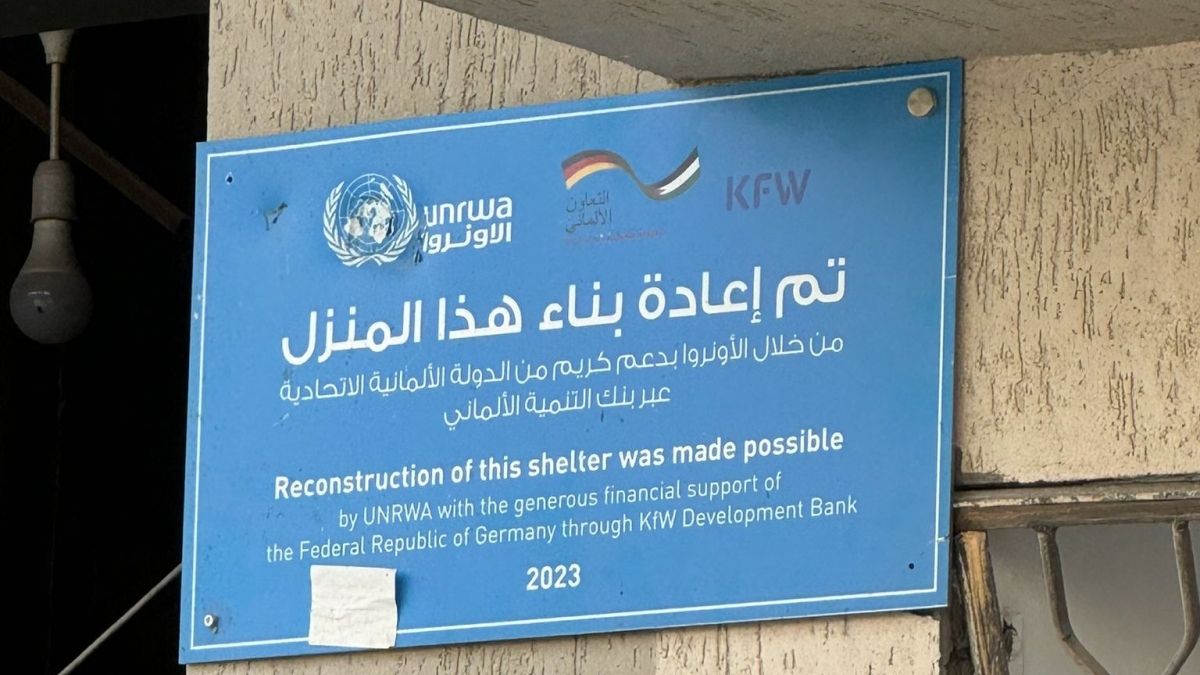 unrwa
الاونروا
التعاون
الألماني
KFW
تم إعادة بناء هذا المنزل
من خلال الأونروا بدعم كريم من الدولة الألمانية الاتحادية
عبر بنك التنمية الألماني
Reconstruction of this shelter was made possible
by UNRWA with the generous financial support of
the Federal Republic of Germany through KfW Development Bank
2023